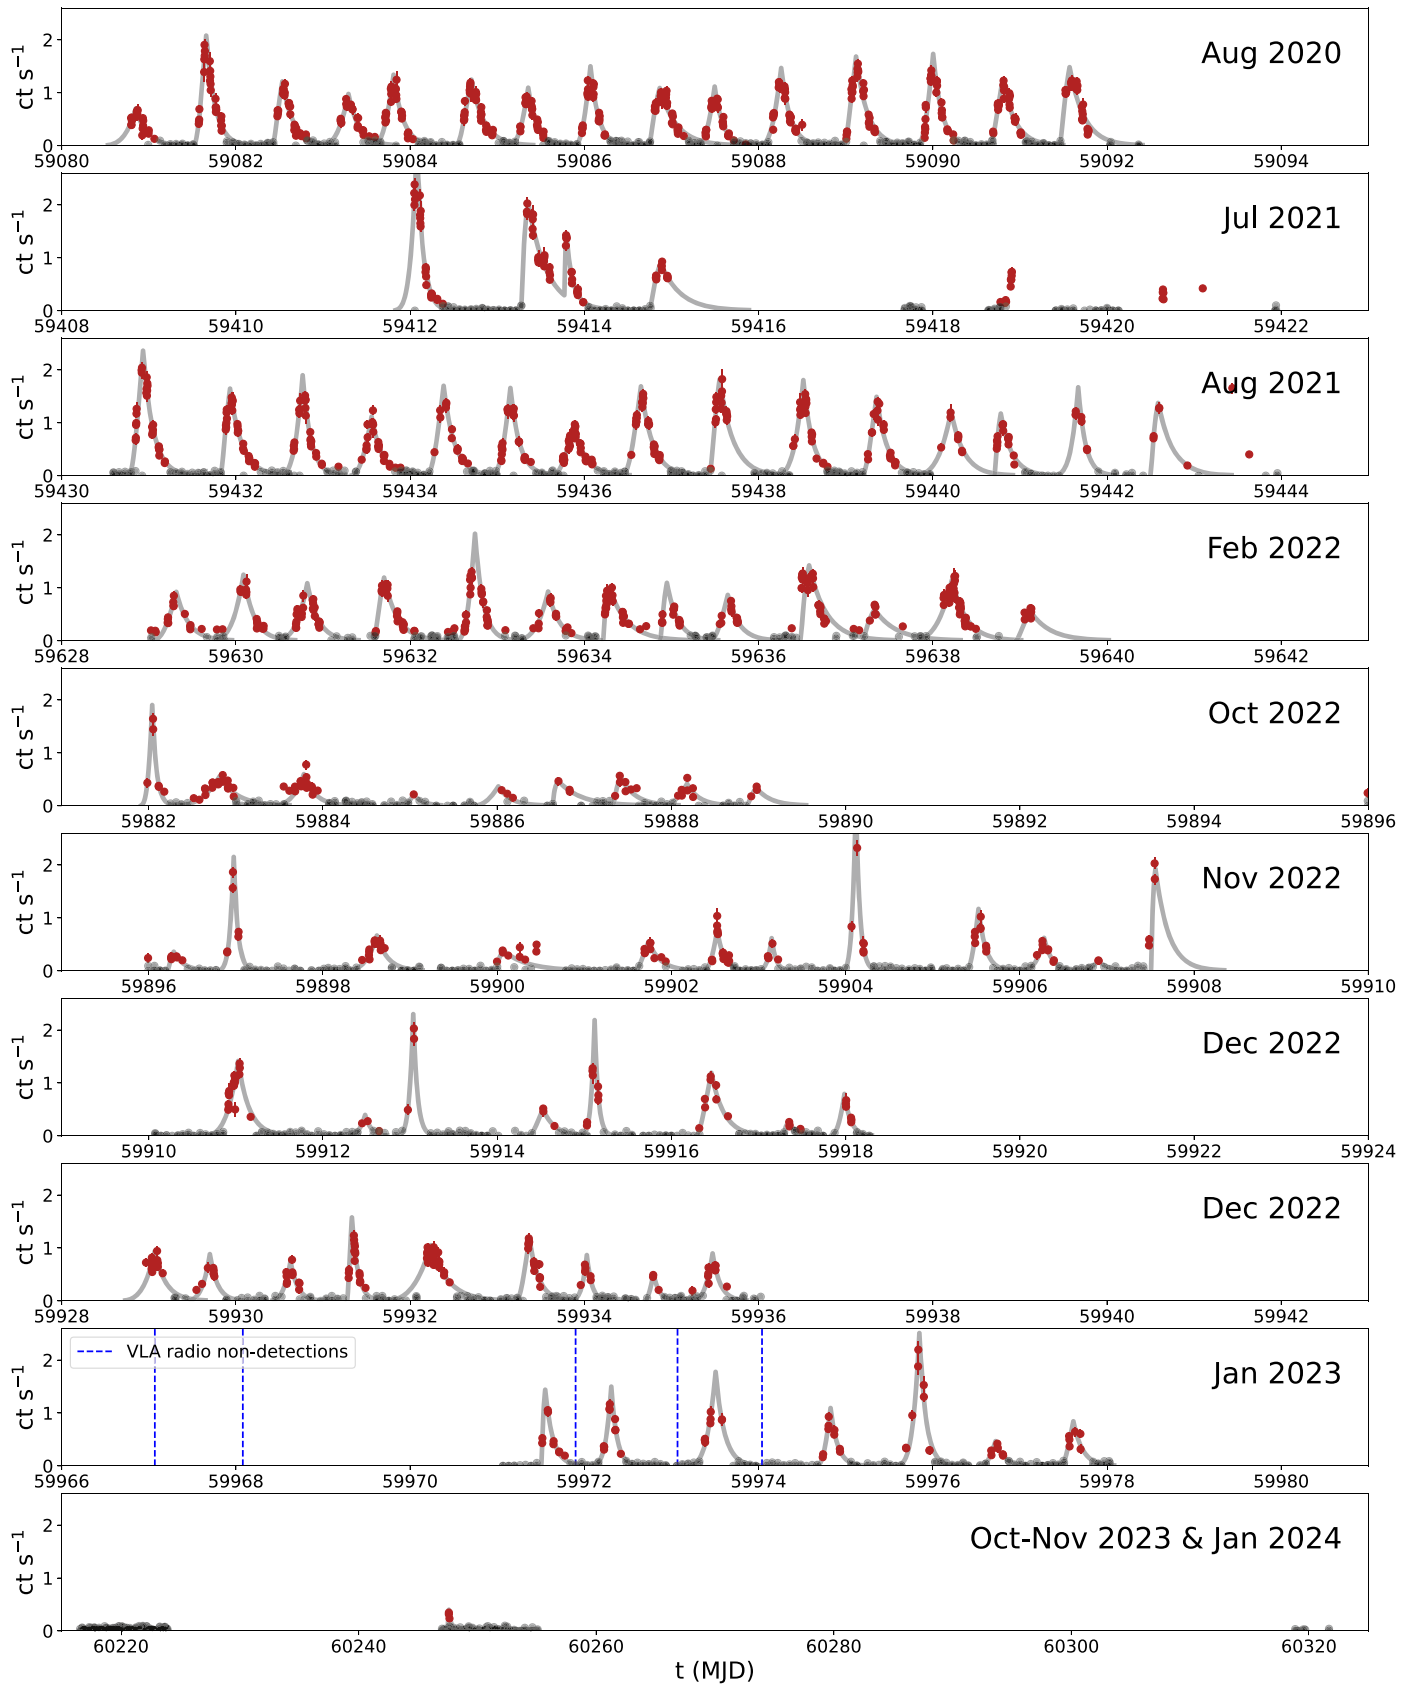 ct s⁻¹
2
1
0
Aug 2020
59080 59082 59084 59086 59088 59090 59092 59094
ct s⁻¹
2
1
0
Jul 2021
59408 59410 59412 59414 59416 59418 59420 59422
ct s⁻¹
2
1
0
Aug 2021
59430 59432 59434 59436 59438 59440 59442 59444
ct s⁻¹
2
1
0
Feb 2022
59628 59630 59632 59634 59636 59638 59640 59642
ct s⁻¹
2
1
0
Oct 2022
59882 59884 59886 59888 59890 59892 59894 59896
ct s⁻¹
2
1
0
Nov 2022
59896 59898 59900 59902 59904 59906 59908 59910
ct s⁻¹
2
1
0
Dec 2022
59910 59912 59914 59916 59918 59920 59922 59924
ct s⁻¹
2
1
0
Dec 2022
59928 59930 59932 59934 59936 59938 59940 59942
ct s⁻¹
2
1
0
VLA radio non-detections
Jan 2023
59966 59968 59970 59972 59974 59976 59978 59980
ct s⁻¹
2
1
0
Oct-Nov 2023 & Jan 2024
60220 60240 60260 60280 60300 60320
t (MJD)